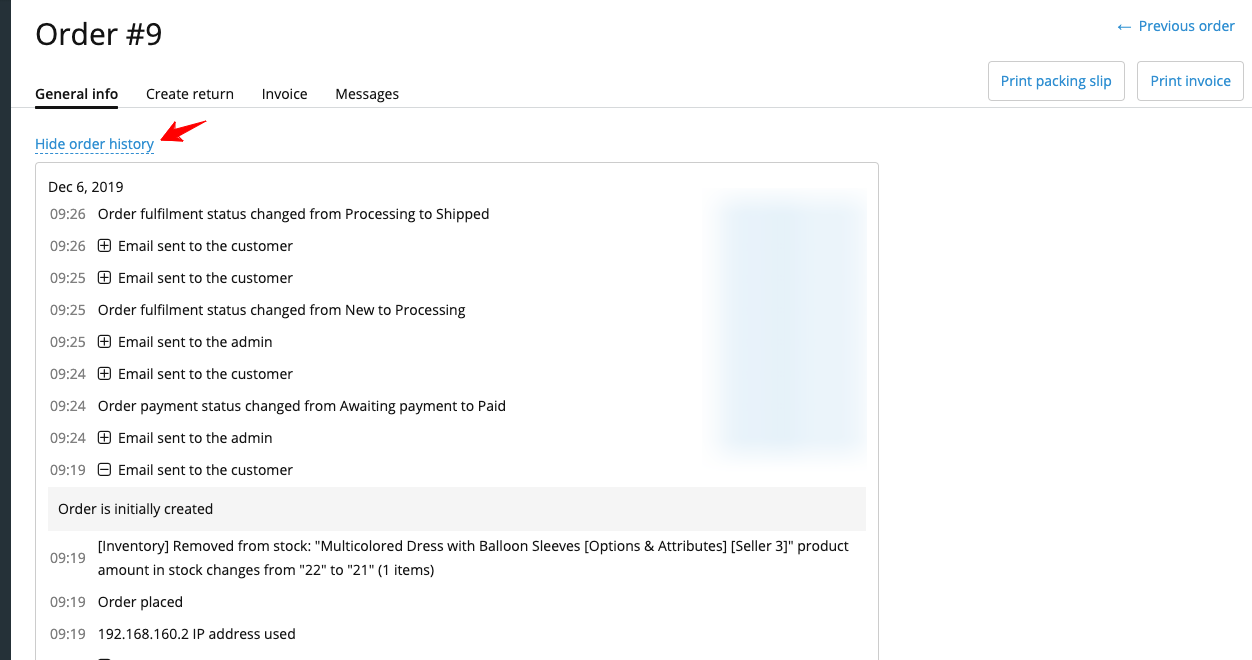 Order #9
← Previous order
General info
Create return
Invoice
Messages
Print packing slip
Print invoice
Hide order history
Dec 6, 2019
09:26 Order fulfilment status changed from Processing to Shipped
09:26 Email sent to the customer
09:25 Email sent to the customer
09:25 Order fulfilment status changed from New to Processing
09:25 Email sent to the admin
09:24 Email sent to the customer
09:24 Order payment status changed from Awaiting payment to Paid
09:24 Email sent to the admin
09:19 Email sent to the customer
Order is initially created
09:19 [Inventory] Removed from stock: "Multicolored Dress with Balloon Sleeves [Options & Attributes] [Seller 3]" product
amount in stock changes from "22" to "21" (1 items)
09:19 Order placed
09:19 192.168.160.2 IP address used